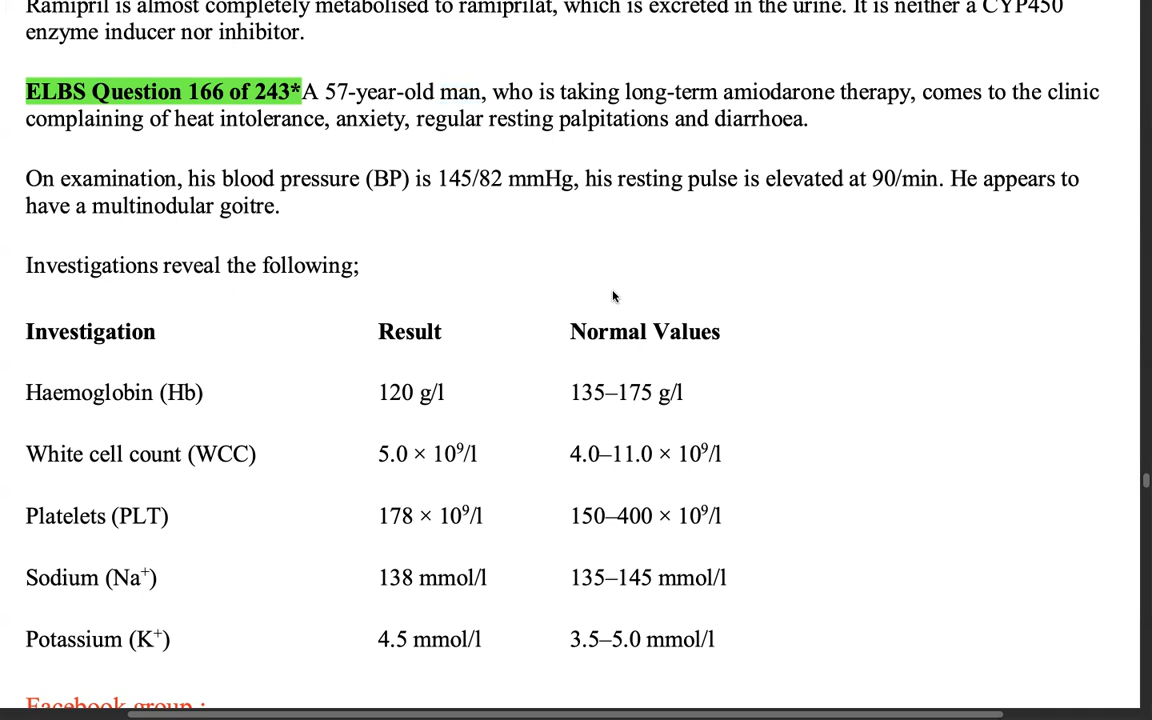 Ramipril is almost completely metabolised to ramiprilat, which is excreted in the urine. It is neither a CYP450
enzyme inducer nor inhibitor.
ELBS Question 166 of 243*A 57-year-old man, who is taking long-term amiodarone therapy, comes to the clinic
complaining of heat intolerance, anxiety, regular resting palpitations and diarrhoea.
On examination, his blood pressure (BP) is 145/82 mmHg, his resting pulse is elevated at 90/min. He appears to
have a multinodular goitre.
Investigations reveal the following;
Investigation Result Normal Values
Haemoglobin (Hb) 120 g/l 135–175 g/l
White cell count (WCC) 5.0 × 10⁹/l 4.0–11.0 × 10⁹/l
Platelets (PLT) 178 × 10⁹/l 150–400 × 10⁹/l
Sodium (Na⁺) 138 mmol/l 135–145 mmol/l
Potassium (K⁺) 4.5 mmol/l 3.5–5.0 mmol/l
Facebook group :